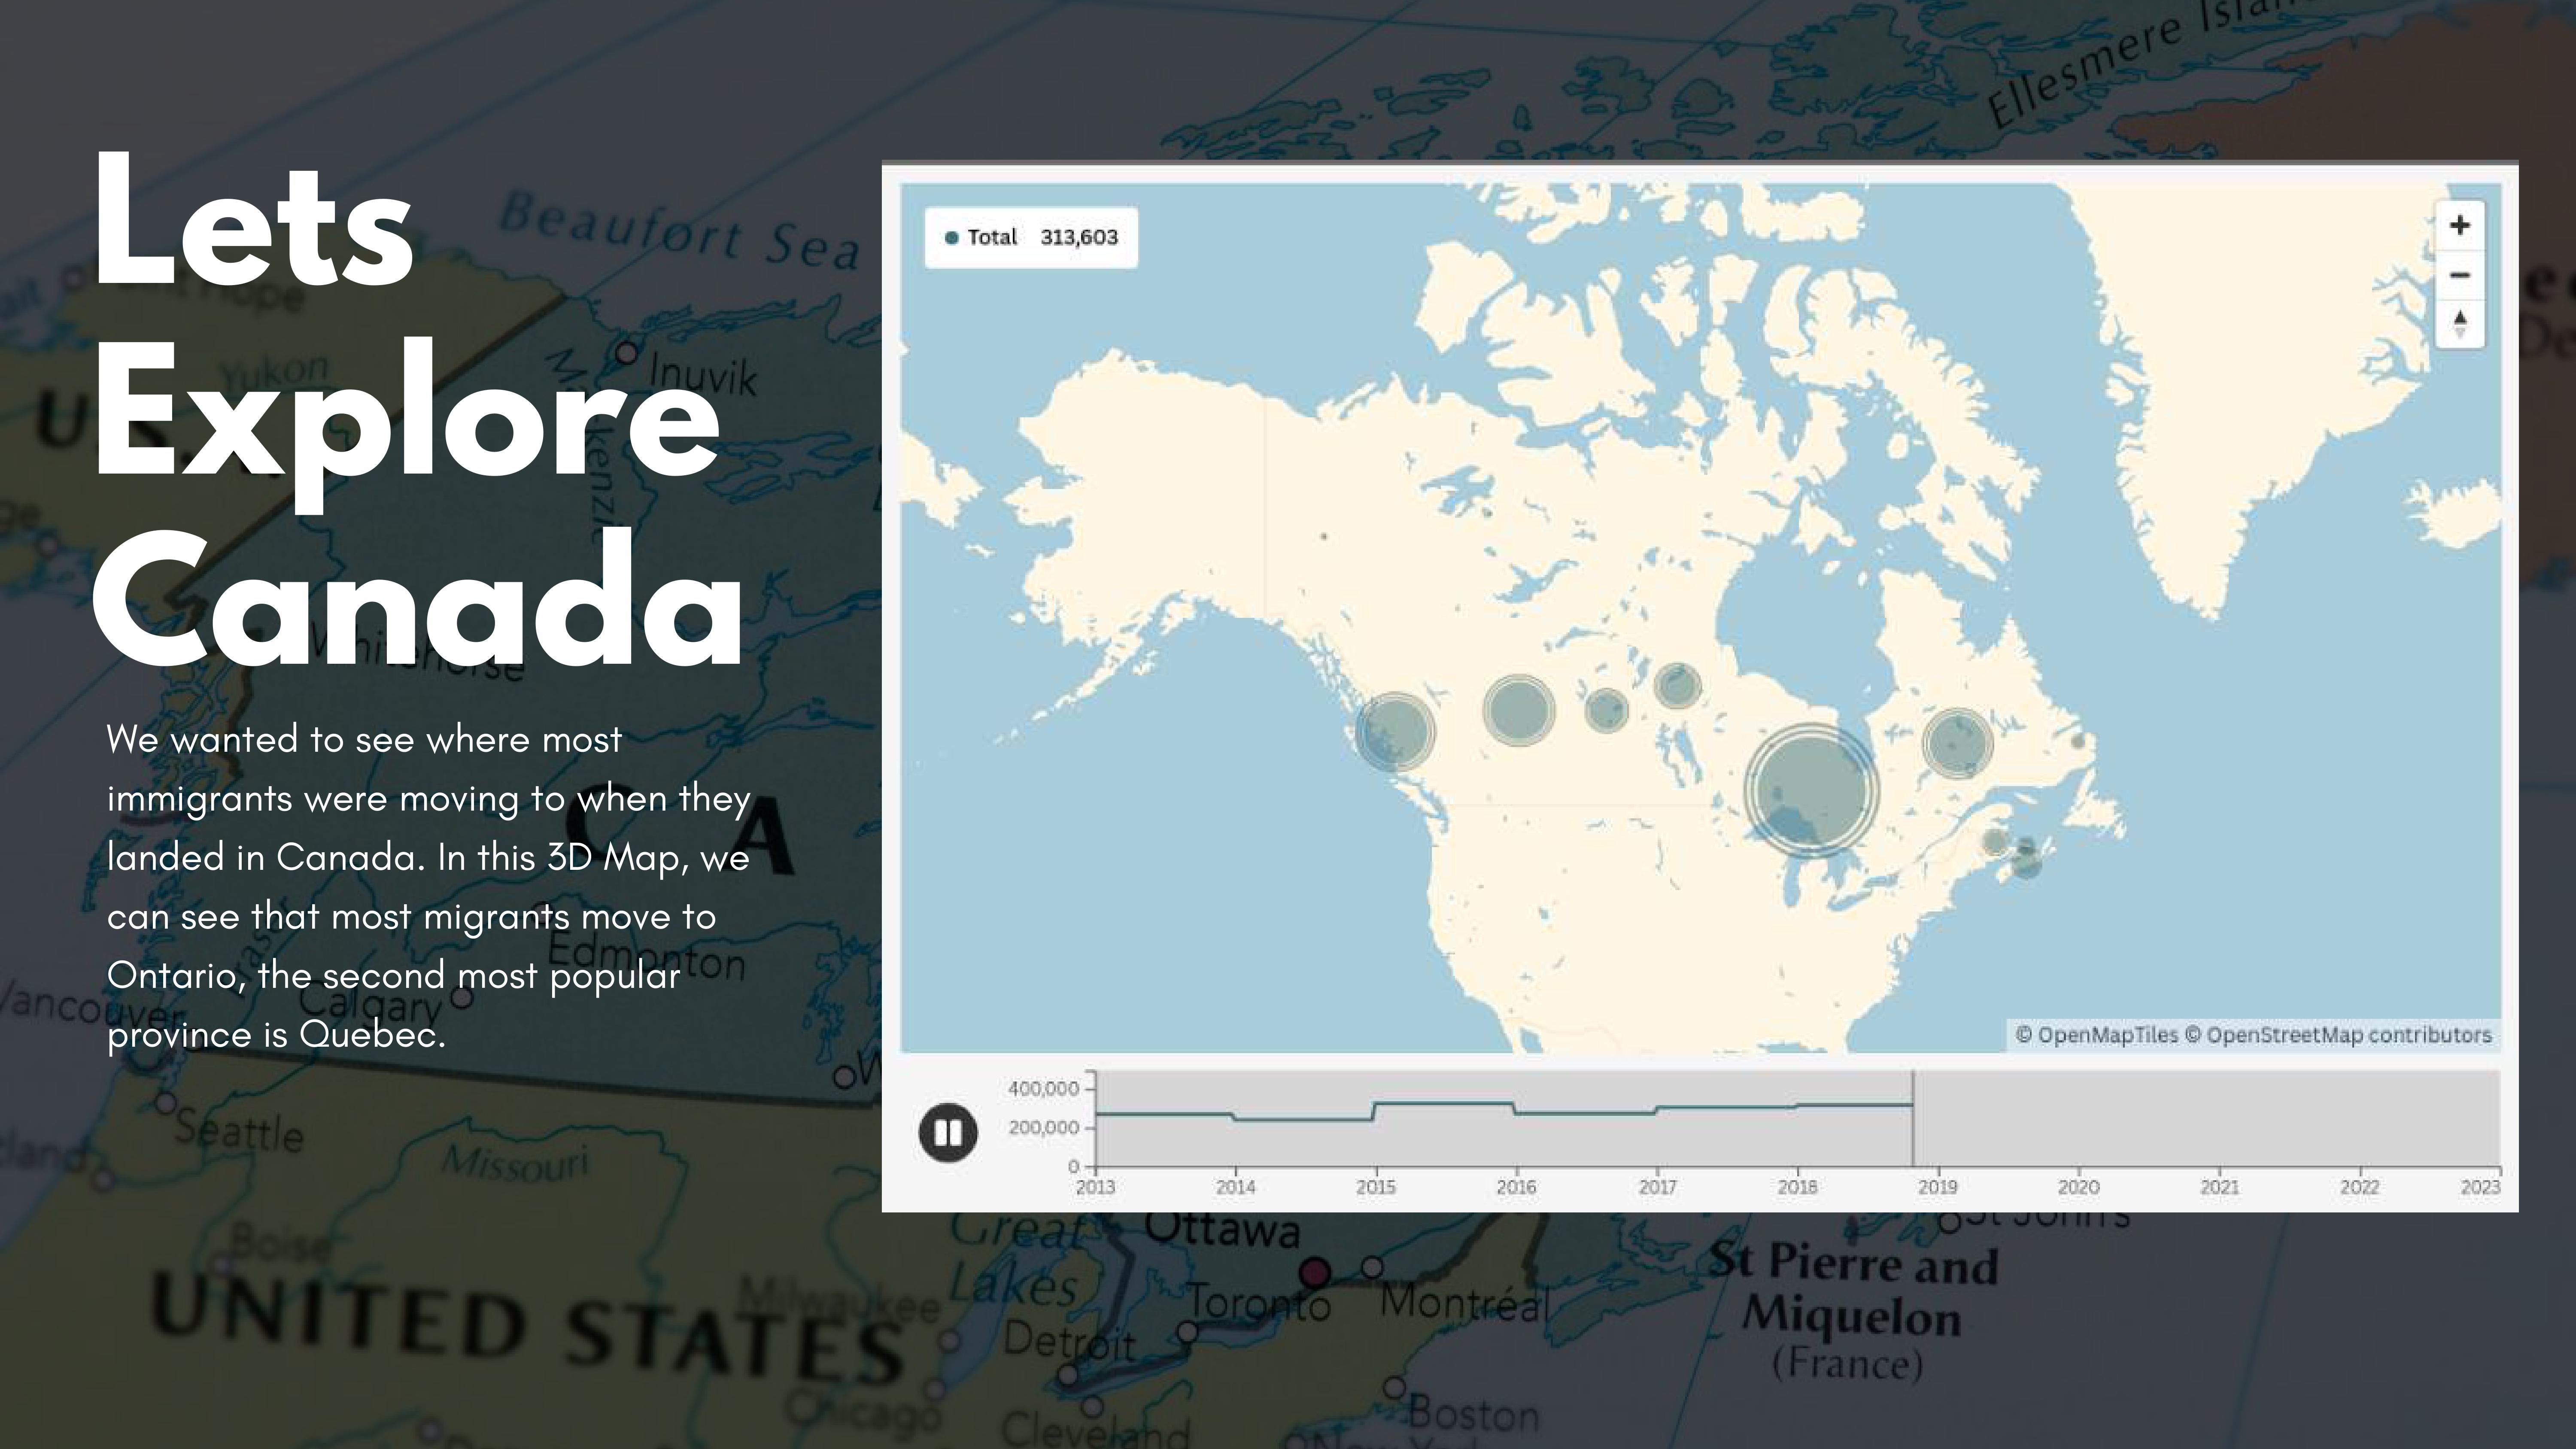 Lets
Explore
Canada
We wanted to see where most
immigrants were moving to when they
landed in Canada. In this 3D Map, we
can see that most migrants move to
Ontario, the second most popular
province is Quebec.
Total 313,603
© OpenMapTiles © OpenStreetMap contributors
400,000
200,000
0
2013 2014 2015 2016 2017 2018 2019 2020 2021 2022 2023
Ellesmere
Beaufort Sea
Inuvik
Yukon
Whitehorse
C A
Edmonton
Calgary
Vancouver
Seattle
Missouri
Boise
UNITED STATES
Milwaukee
Great
Lakes
Chicago
Detroit
Cleveland
Ottawa
Toronto
Montréal
Boston
St John's
St Pierre and
Miquelon
(France)